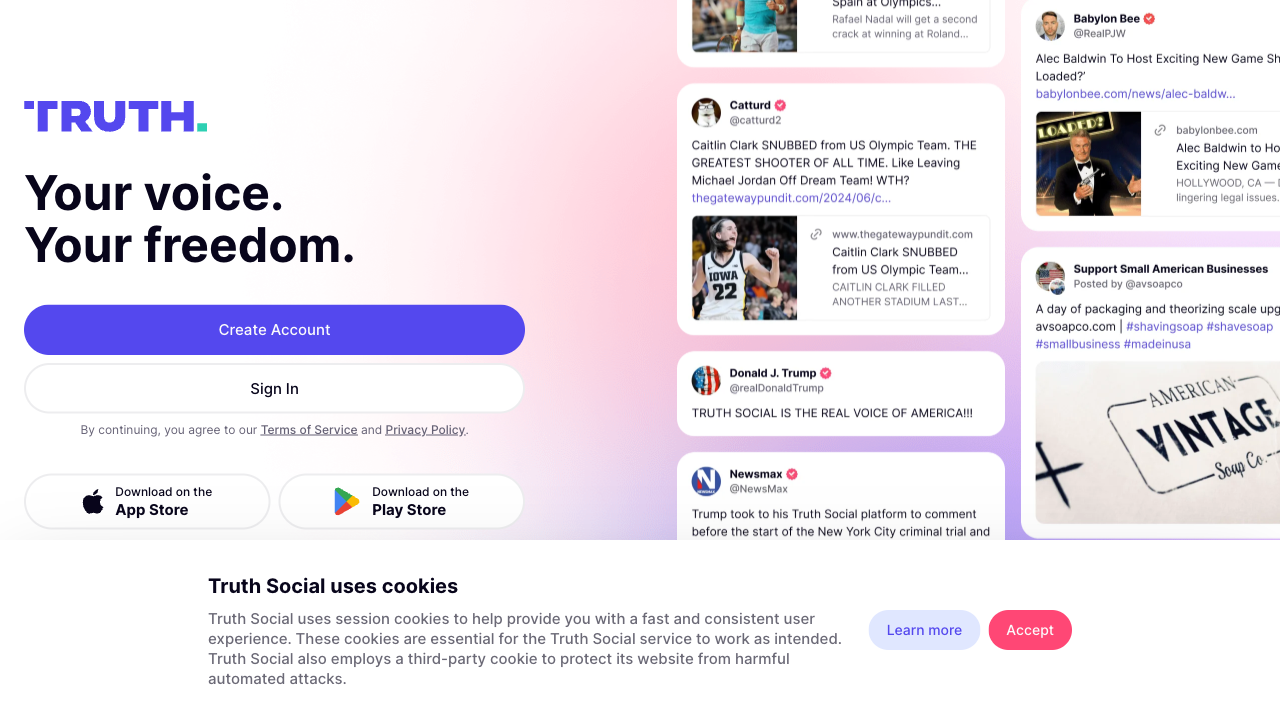 TRUTH.
Your voice.
Your freedom.
Create Account
Sign In
By continuing, you agree to our Terms of Service and Privacy Policy.
Download on the
App Store
Download on the
Play Store
Spain at Olympics...
Rafael Nadal will get a second
crack at winning at Roland...
Catturd
@catturd2
Caitlin Clark SNUBBED from US Olympic Team. THE
GREATEST SHOOTER OF ALL TIME. Like Leaving
Michael Jordan Off Dream Team! WTH?
thegatewaypundit.com/2024/06/c...
IOWA
22
www.thegatewaypundit.com
Caitlin Clark SNUBBED
from US Olympic Team...
CAITLIN CLARK FILLED
ANOTHER STADIUM LAST...
Donald J. Trump
@realDonaldTrump
TRUTH SOCIAL IS THE REAL VOICE OF AMERICA!!!
Newsmax
@NewsMax
Trump took to his Truth Social platform to comment
before the start of the New York City criminal trial and
Babylon Bee
@RealPJW
Alec Baldwin To Host Exciting New Game Sh
Loaded?'
babylonbee.com/news/alec-baldw...
LOADED?
babylonbee.com
Alec Baldwin to Ho
Exciting New Game
HOLLYWOOD, CA —
lingering legal issues.
Support Small American Businesses
Posted by @avsoapco
A day of packaging and theorizing scale upg
avsoapco.com | #shavingsoap #shavesoap
#smallbusiness #madeinusa
AMERICAN
VINTAGE
Soap Co.
Truth Social uses cookies
Truth Social uses session cookies to help provide you with a fast and consistent user
experience. These cookies are essential for the Truth Social service to work as intended.
Truth Social also employs a third-party cookie to protect its website from harmful
automated attacks.
Learn more
Accept